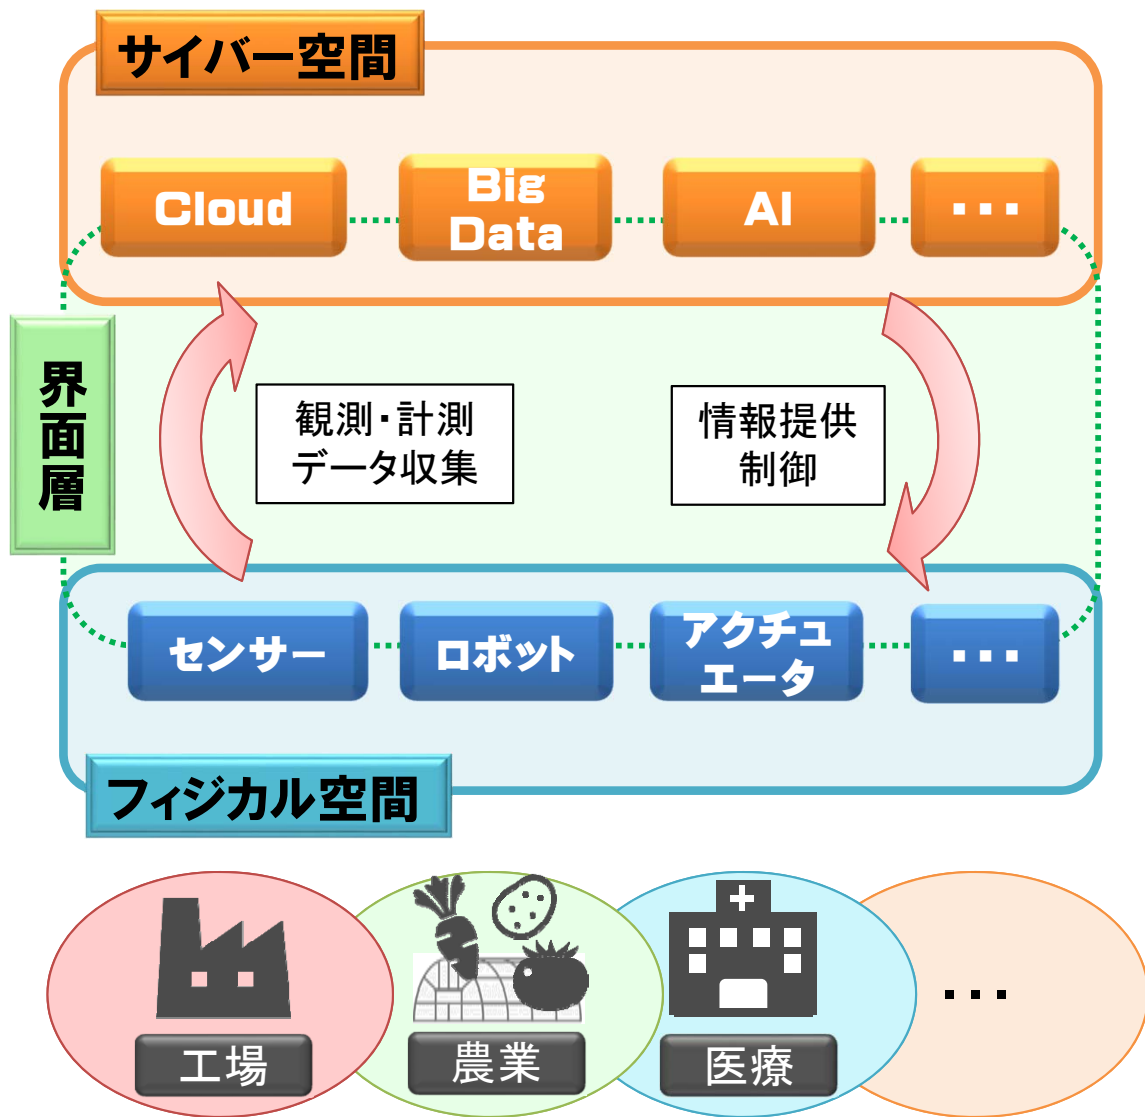 サイバー空間
Cloud
Big
Data
AI
・・・
界面層
観測・計測
データ収集
情報提供
制御
センサー
ロボット
アクチュ
エータ
・・・
フィジカル空間
・・・
工場
農業
医療